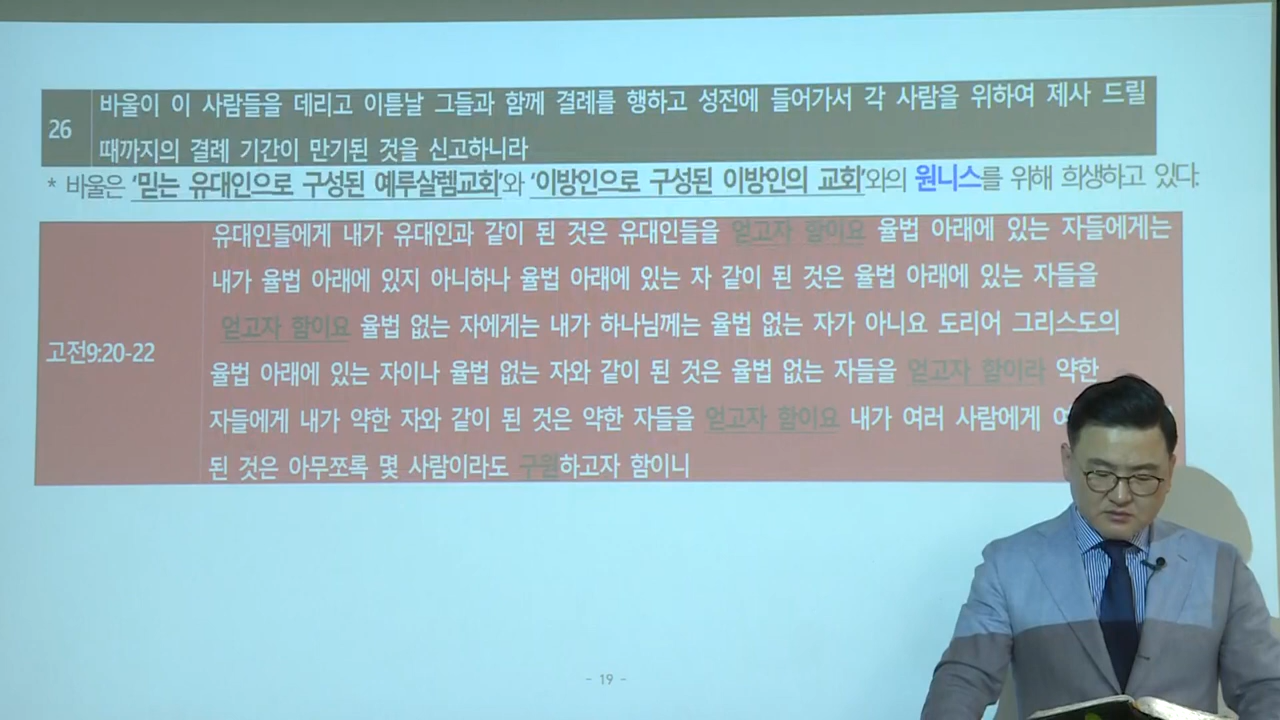 26
바울이 이 사람들을 데리고 이튿날 그들과 함께 결례를 행하고 성전에 들어가서 각 사람을 위하여 제사 드릴
때까지의 결례 기간이 만기된 것을 신고하니라
* 바울은 '믿는 유대인으로 구성된 예루살렘교회'와 '이방인으로 구성된 이방인의 교회'와의 원니스를 위해 희생하고 있다.
고전9:20-22
유대인들에게 내가 유대인과 같이 된 것은 유대인들을 얻고자 함이요 율법 아래에 있는 자들에게는
내가 율법 아래에 있지 아니하나 율법 아래에 있는 자 같이 된 것은 율법 아래에 있는 자들을
얻고자 함이요 율법 없는 자에게는 내가 하나님께는 율법 없는 자가 아니요 도리어 그리스도의
율법 아래에 있는 자이나 율법 없는 자와 같이 된 것은 율법 없는 자들을 얻고자 함이라 약한
자들에게 내가 약한 자와 같이 된 것은 약한 자들을 얻고자 함이요 내가 여러 사람에게
된 것은 아무쪼록 몇 사람이라도 구원하고자 함이니
- 19 -